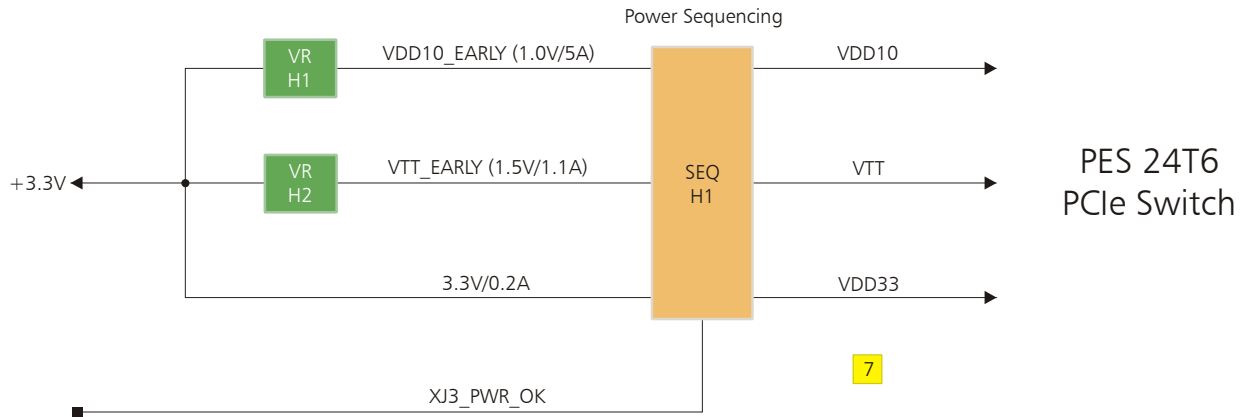 Power Sequencing
VR
H1
VDD10_EARLY (1.0V/5A)
VDD10
+3.3V
VR
H2
VTT_EARLY (1.5V/1.1A)
SEQ
H1
VTT
PES 24T6
PCIe Switch
3.3V/0.2A
VDD33
7
XJ3_PWR_OK